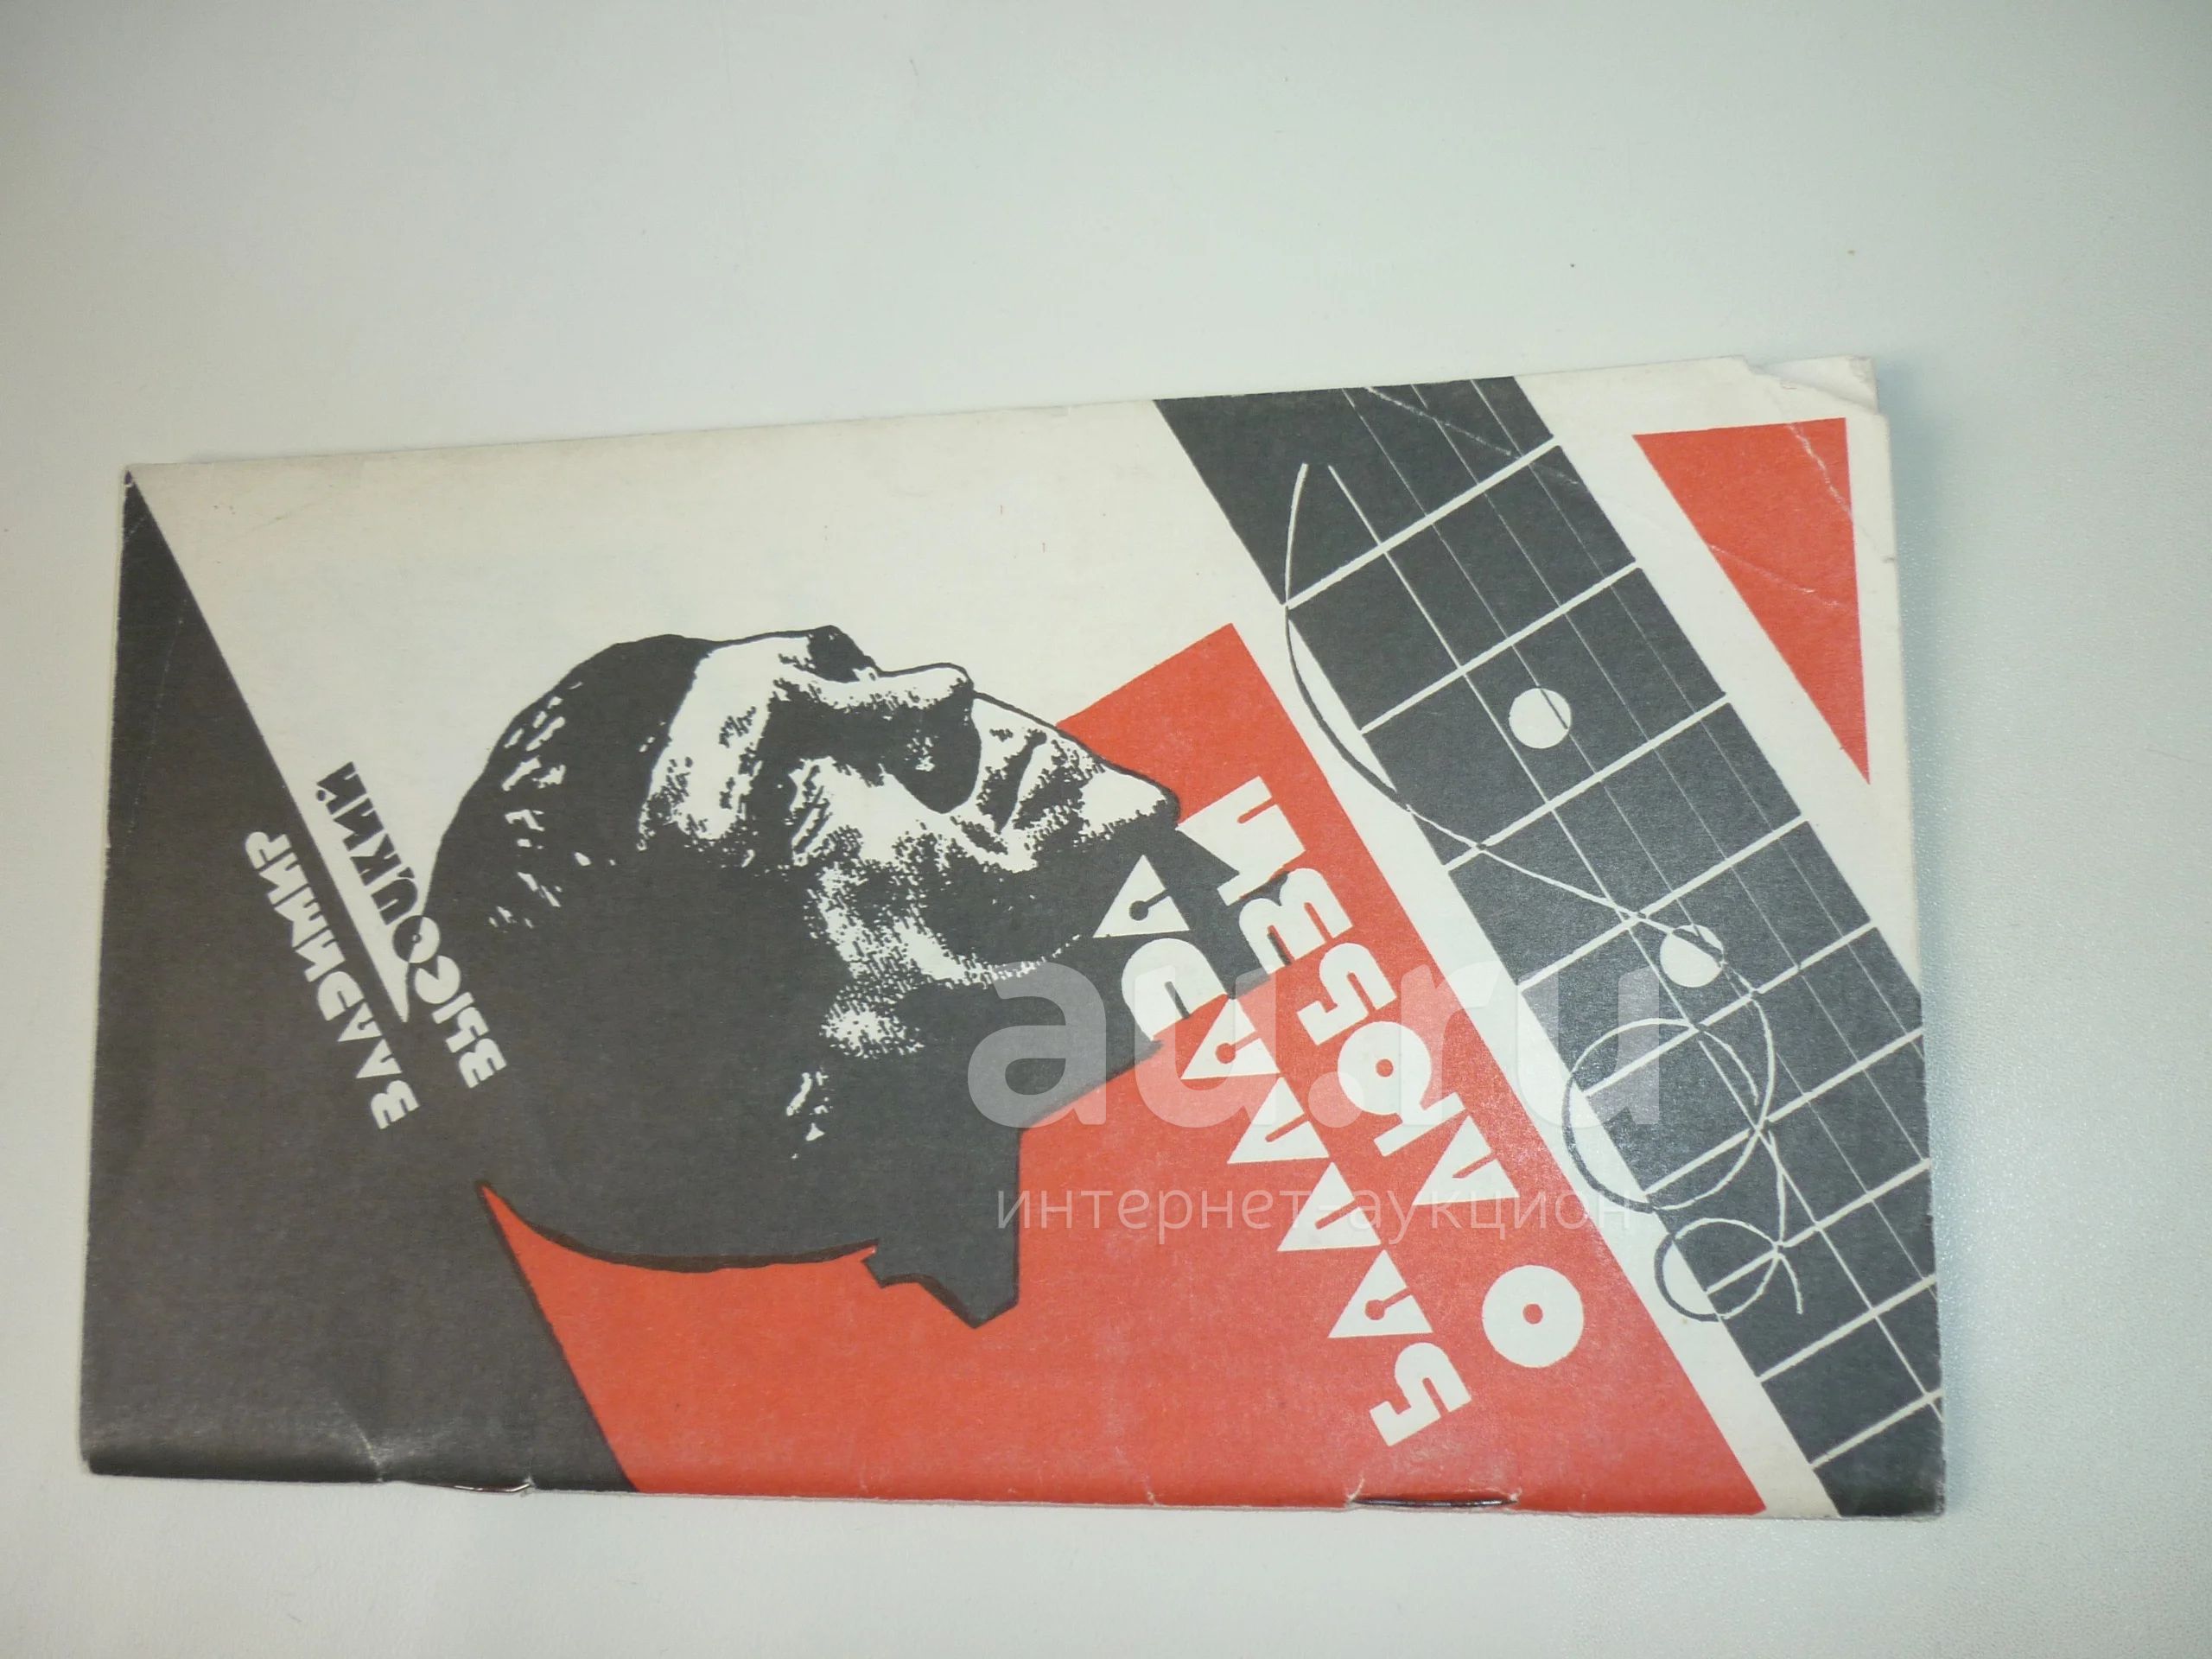 ВЛАДИМИР
ВЫСОЦКИЙ
БАЛЛАДА
О ЛЮБВИ
au.ru
интернет-аукцион